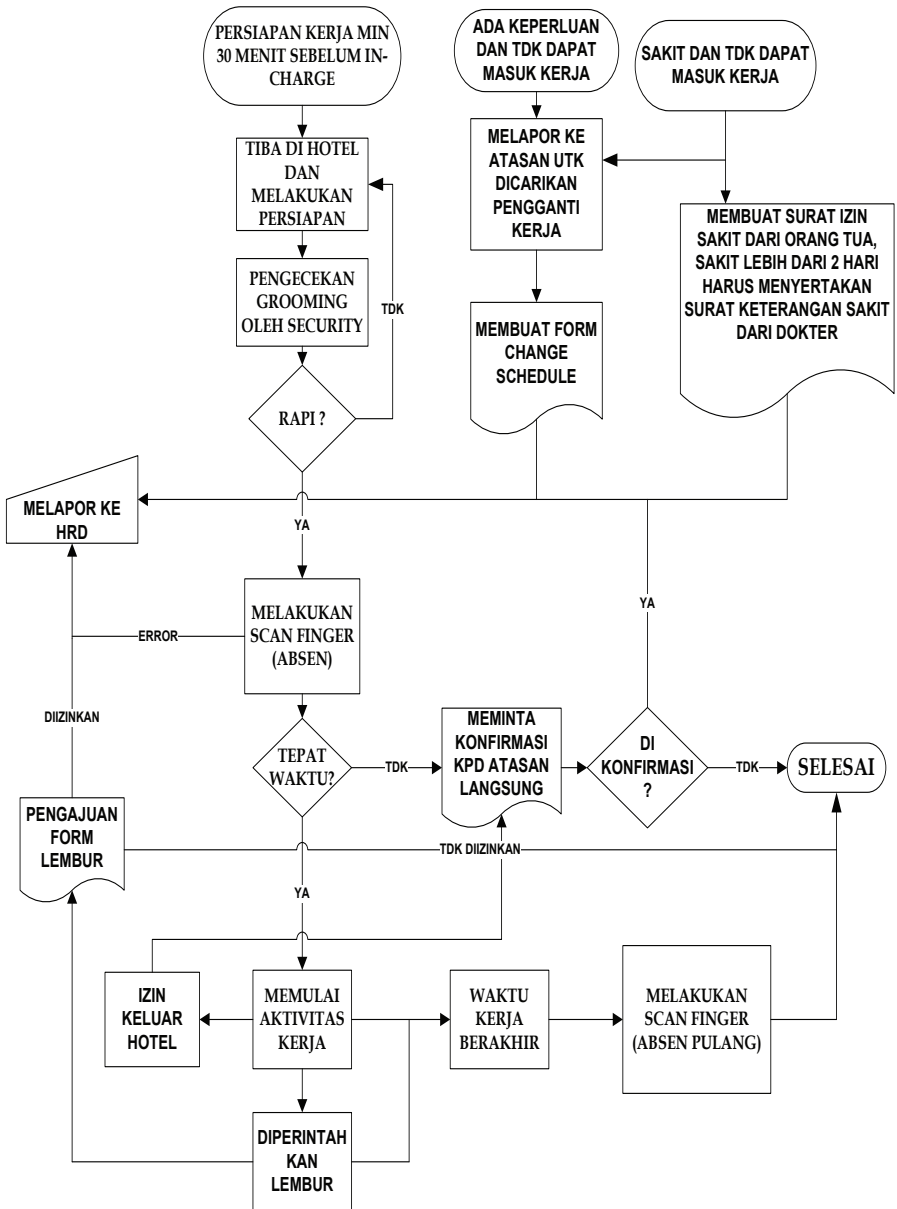 PERSIAPAN KERJA MIN
30 MENIT SEBELUM IN-
CHARGE
ADA KEPERLUAN
DAN TDK DAPAT
MASUK KERJA
SAKIT DAN TDK DAPAT
MASUK KERJA
TIBA DI HOTEL
DAN
MELAKUKAN
PERSIAPAN
MELAPOR KE
ATASAN UTK
DICARIKAN
PENGGANTI
KERJA
MEMBUAT SURAT IZIN
SAKIT DARI ORANG TUA,
SAKIT LEBIH DARI 2 HARI
HARUS MENYERTAKAN
SURAT KETERANGAN SAKIT
DARI DOKTER
PENGECEKAN
GROOMING
OLEH SECURITY
TDK
MEMBUAT FORM
CHANGE
SCHEDULE
RAPI ?
MELAPOR KE
HRD
YA
MELAKUKAN
SCAN FINGER
(ABSEN)
ERROR
YA
DIIZINKAN
TEPAT
WAKTU?
TDK
MEMINTA
KONFIRMASI
KPD ATASAN
LANGSUNG
DI
KONFIRMASI
?
TDK
SELESAI
PENGAJUAN
FORM
LEMBUR
TDK DIIZINKAN
YA
IZIN
KELUAR
HOTEL
MEMULAI
AKTIVITAS
KERJA
WAKTU
KERJA
BERAKHIR
MELAKUKAN
SCAN FINGER
(ABSEN PULANG)
DIPERINTAH
KAN
LEMBUR